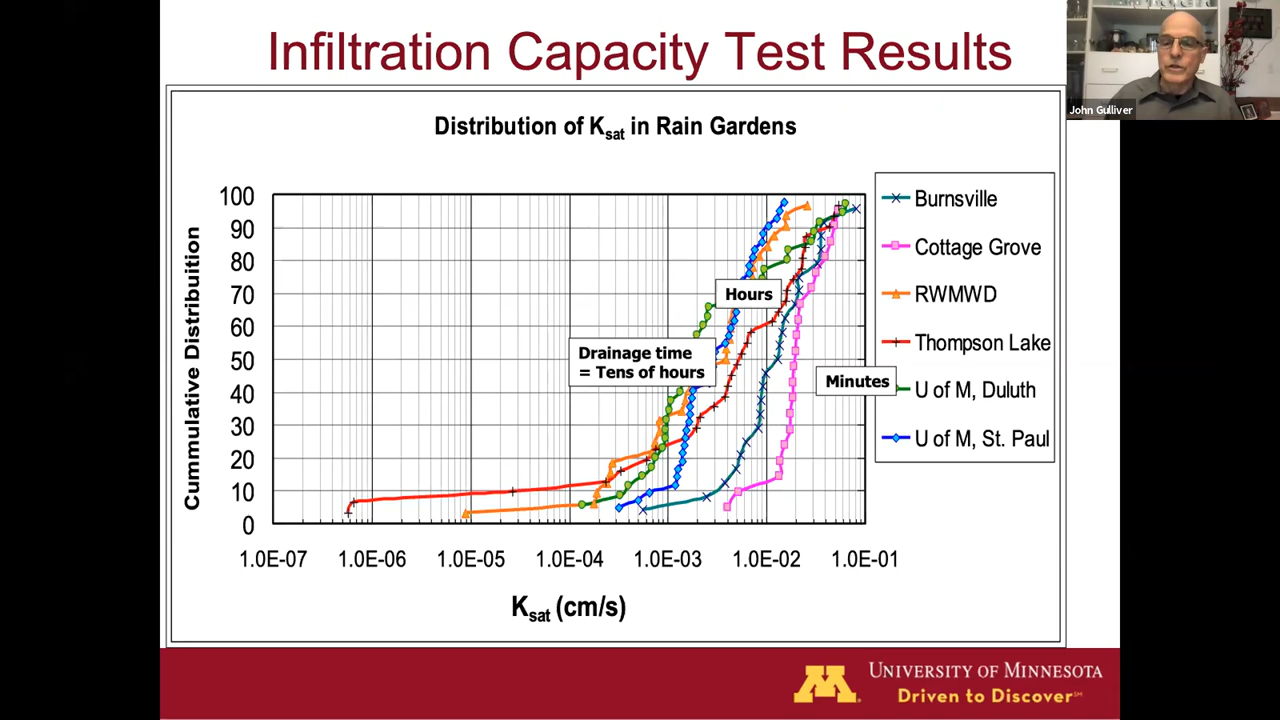 Infiltration Capacity Test Results
John Gulliver
Distribution of Ksat in Rain Gardens
Cummulative Distribution
100
90
80
70
60
50
40
30
20
10
0
Hours
Drainage time
= Tens of hours
Minutes
Burnsville
Cottage Grove
RWMWD
Thompson Lake
U of M, Duluth
U of M, St. Paul
1.0E-07 1.0E-06 1.0E-05 1.0E-04 1.0E-03 1.0E-02 1.0E-01
Ksat (cm/s)
M
UNIVERSITY OF MINNESOTA
Driven to Discover℠